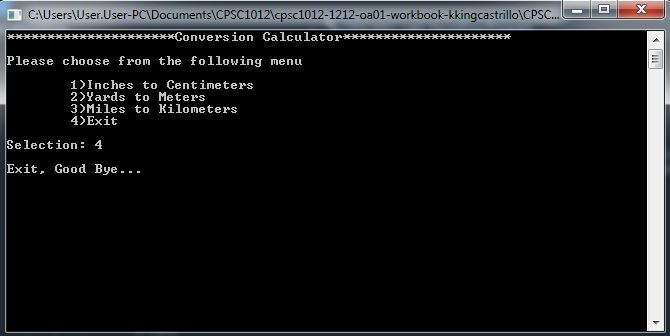 C:\Users\User.User-PC\Documents\CPSC1012\cpsc1012-1212-oa01-workbook-kkingcastrillo\CPSC...
*********************Conversion Calculator*********************
Please choose from the following menu
1)Inches to Centimeters
2)Yards to Meters
3)Miles to Kilometers
4)Exit
Selection: 4
Exit, Good Bye...